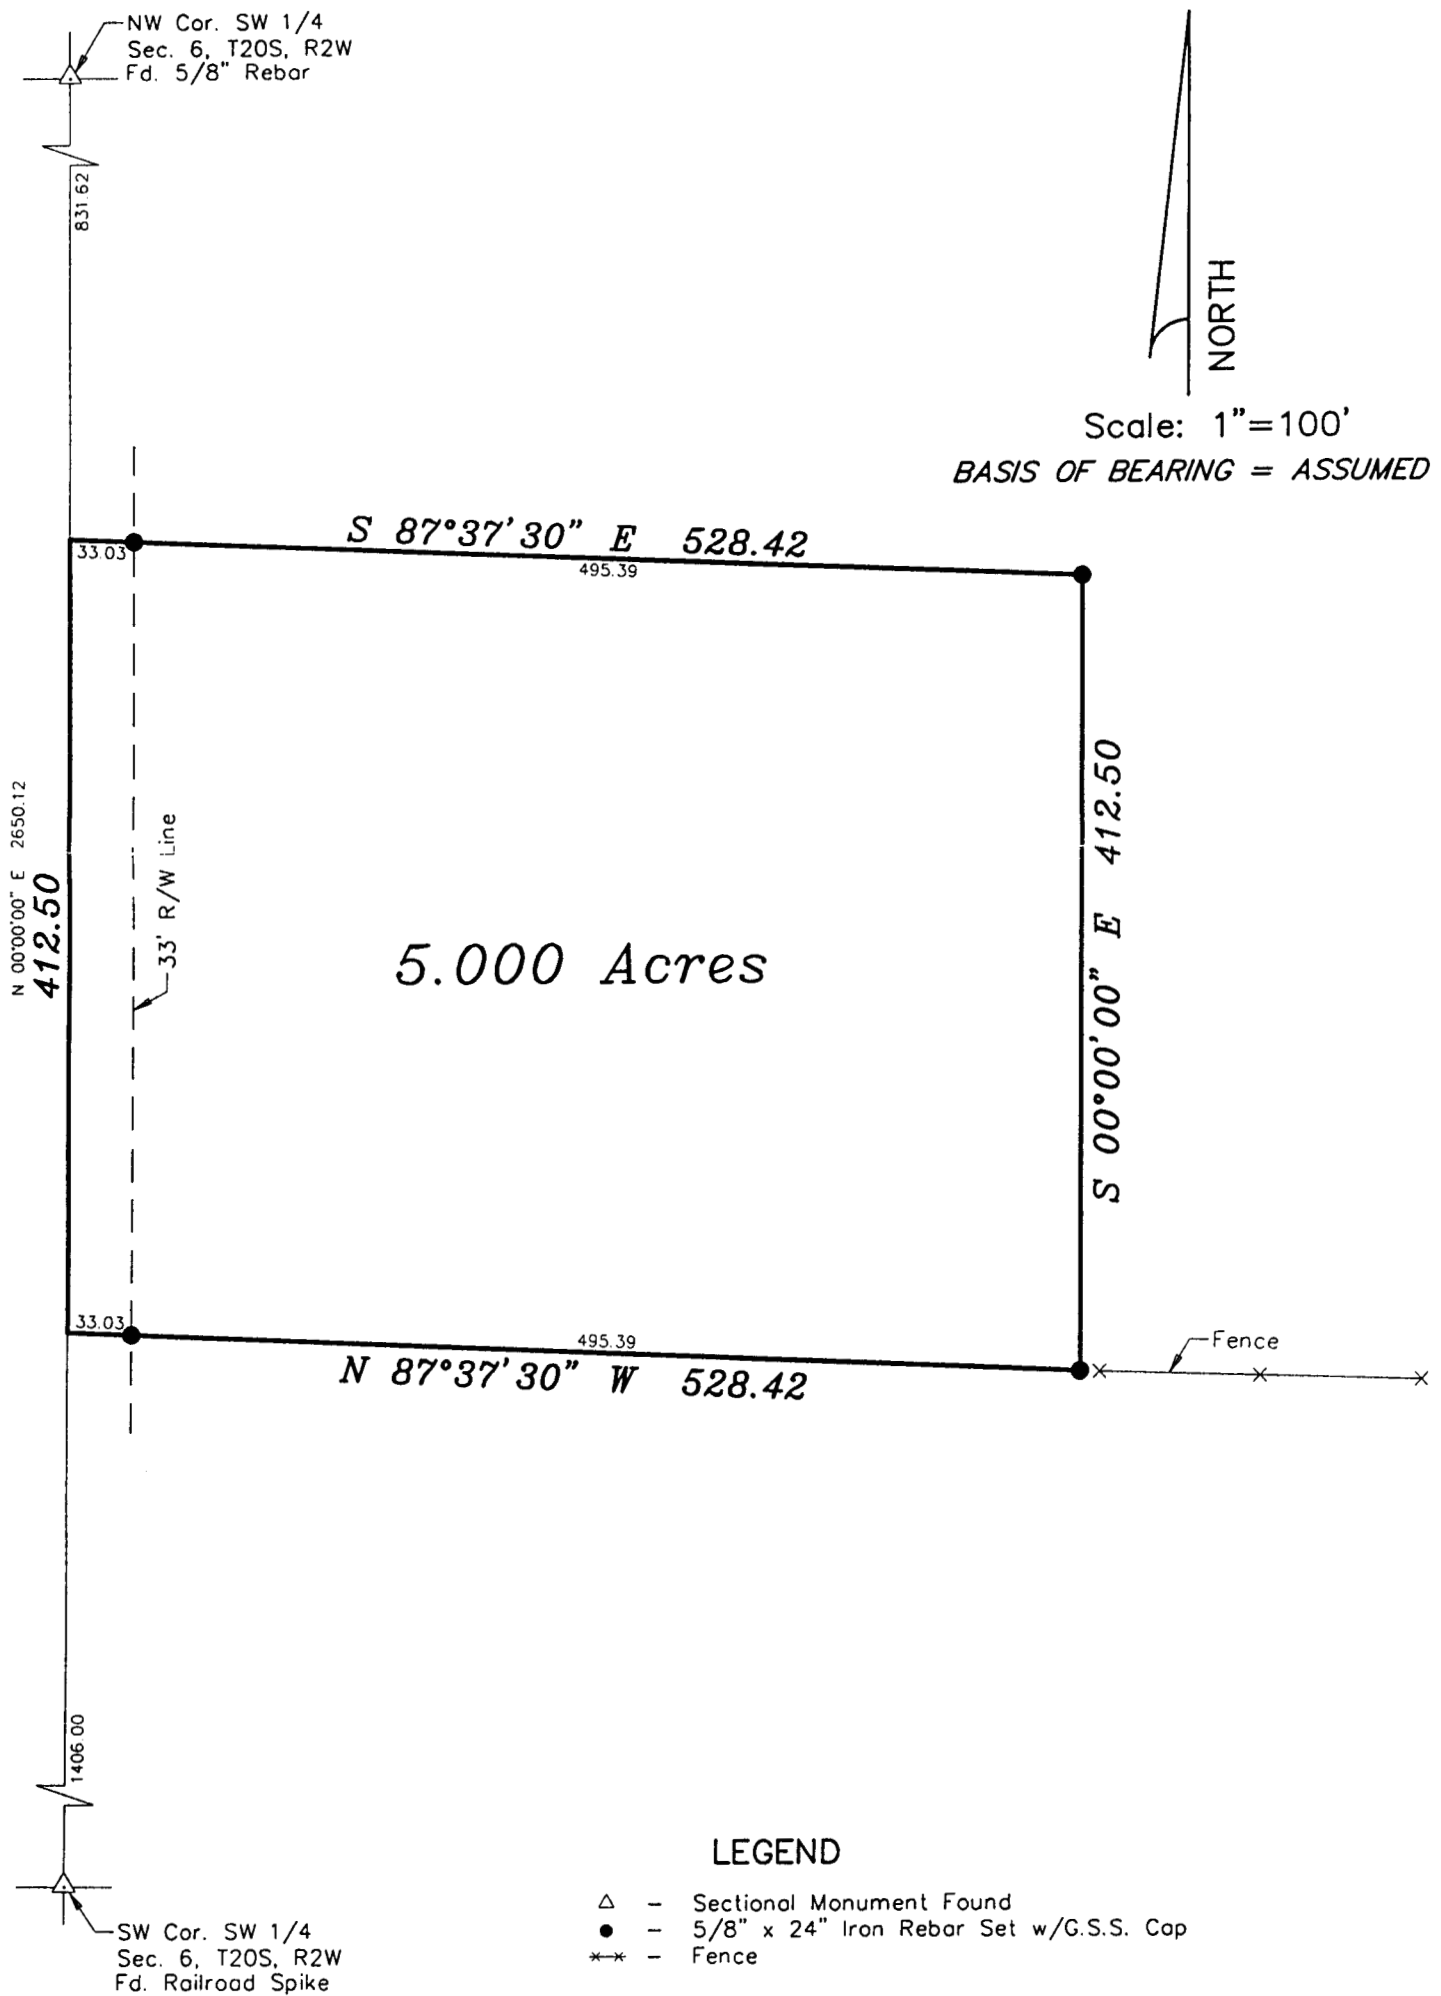 NW Cor. SW 1/4
Sec. 6, T20S, R2W
Fd. 5/8" Rebar
831.62
NORTH
Scale: 1"=100'
BASIS OF BEARING = ASSUMED
S 87°37'30" E 528.42
33.03
495.39
N 00°00'00" E 2650.12
412.50
33' R/W Line
5.000 Acres
S 00°00'00" E 412.50
33.03
495.39
N 87°37'30" W 528.42
Fence
1406.00
SW Cor. SW 1/4
Sec. 6, T20S, R2W
Fd. Railroad Spike
LEGEND
△ – Sectional Monument Found
● – 5/8" x 24" Iron Rebar Set w/G.S.S. Cap
×–× – Fence